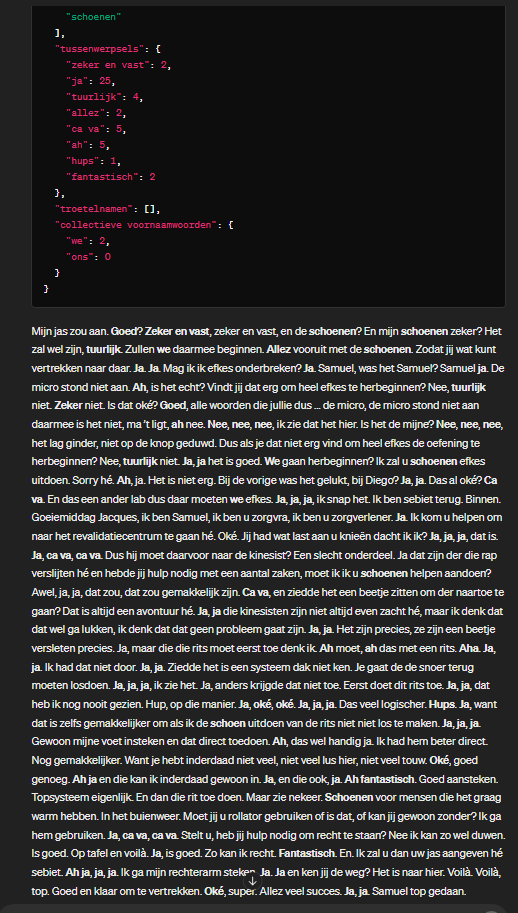 "schoenen"
],
"tussenwerpsels": {
"zeker en vast": 2,
"ja": 25,
"tuurlijk": 4,
"allez": 2,
"ca va": 5,
"ah": 5,
"hups": 1,
"fantastisch": 2
},
"troetelnamen": [],
"collectieve voornaamwoorden": {
"we": 2,
"ons": 0
}
}
Mijn jas zou aan. Goed? Zeker en vast, zeker en vast, en de schoenen? En mijn schoenen zeker? Het
zal wel zijn, tuurlijk. Zullen we daarmee beginnen. Allez vooruit met de schoenen. Zodat jij wat kunt
vertrekken naar daar. Ja. Ja. Mag ik ik efkes onderbreken? Ja. Samuel, was het Samuel? Samuel ja. De
micro stond niet aan. Ah, is het echt? Vindt jij dat erg om heel efkes te herbeginnen? Nee, tuurlijk
niet. Zeker niet. Is dat oké? Goed, alle woorden die jullie dus ... de micro, de micro stond niet aan
daarmee is het niet, ma 't ligt, ah nee. Nee, nee, nee, ik zie dat het hier. Is het de mijne? Nee, nee, nee,
het lag ginder, niet op de knop geduwd. Dus als je dat niet erg vind om heel efkes de oefening te
herbeginnen? Nee, tuurlijk niet. Ja, ja het is goed. We gaan herbeginnen? Ik zal u schoenen efkes
uitdoen. Sorry hé. Ah, ja. Het is niet erg. Bij de vorige was het gelukt, bij Diego? Ja, ja. Das al oké? Ca
va. En das een ander lab dus daar moeten we efkes. Ja, ja, ja, ik snap het. Ik ben sebiet terug. Binnen.
Goeiemiddag Jacques, ik ben Samuel, ik ben u zorgvra, ik ben u zorgverlener. Ja. Ik kom u helpen om
naar het revalidatiecentrum te gaan hé. Oké. Jij had wat last aan u knieën dacht ik ik? Ja, ja, ja, dat is.
Ja, ca va, ca va. Dus hij moet daarvoor naar de kinesist? Een slecht onderdeel. Ja dat zijn der die rap
verslijten hé en hebde jij hulp nodig met een aantal zaken, moet ik ik u schoenen helpen aandoen?
Awel, ja, ja, dat zou, dat zou gemakkelijk zijn. Ca va, en ziedde het een beetje zitten om der naartoe te
gaan? Dat is altijd een avontuur hé. Ja, ja die kinesisten zijn niet altijd even zacht hé, maar ik denk dat
dat wel ga lukken, ik denk dat dat geen probleem gaat zijn. Ja, ja. Het zijn precies, ze zijn een beetje
versleten precies. Ja, maar die die rits moet eerst toe denk ik. Ah moet, ah das met een rits. Aha. Ja,
ja. Ik had dat niet door. Ja, ja. Ziedde het is een systeem dak niet ken. Je gaat de de snoer terug
moeten losdoen. Ja, ja, ja, ik zie het. Ja, anders krijgde dat niet toe. Eerst doet dit rits toe. Ja, ja, dat
heb ik nog nooit gezien. Hup, op die manier. Ja, oké, oké. Ja, ja, ja. Das veel logischer. Hups. Ja, want
dat is zelfs gemakkelijker om als ik de schoen uitdoen van de rits niet niet los te maken. Ja, ja, ja.
Gewoon mijne voet insteken en dat direct toedoen. Ah, das wel handig ja. Ik had hem beter direct.
Nog gemakkelijker. Want je hebt inderdaad niet veel, niet veel lus hier, niet veel touw. Oké, goed
genoeg. Ah ja en die kan ik inderdaad gewoon in. Ja, en die ook, ja. Ah fantastisch. Goed aansteken.
Topsysteem eigenlijk. En dan die rit toe doen. Maar zie nekeer. Schoenen voor mensen die het graag
warm hebben. In het buienweer. Moet jij u rollator gebruiken of is dat, of kan jij gewoon zonder? Ik ga
hem gebruiken. Ja, ca va, ca va. Stelt u, heb jij hulp nodig om recht te staan? Nee ik kan zo wel duwen.
Is goed. Op tafel en voilà. Ja, is goed. Zo kan ik recht. Fantastisch. En. Ik zal u dan uw jas aangeven hé
sebiet. Ah ja, ja, ja. Ik ga mijn rechterarm steken. Ja. Ja en ken jij de weg? Het is naar hier. Voilà. Voilà,
top. Goed en klaar om te vertrekken. Oké, super. Allez veel succes. Ja, ja. Samuel top gedaan.